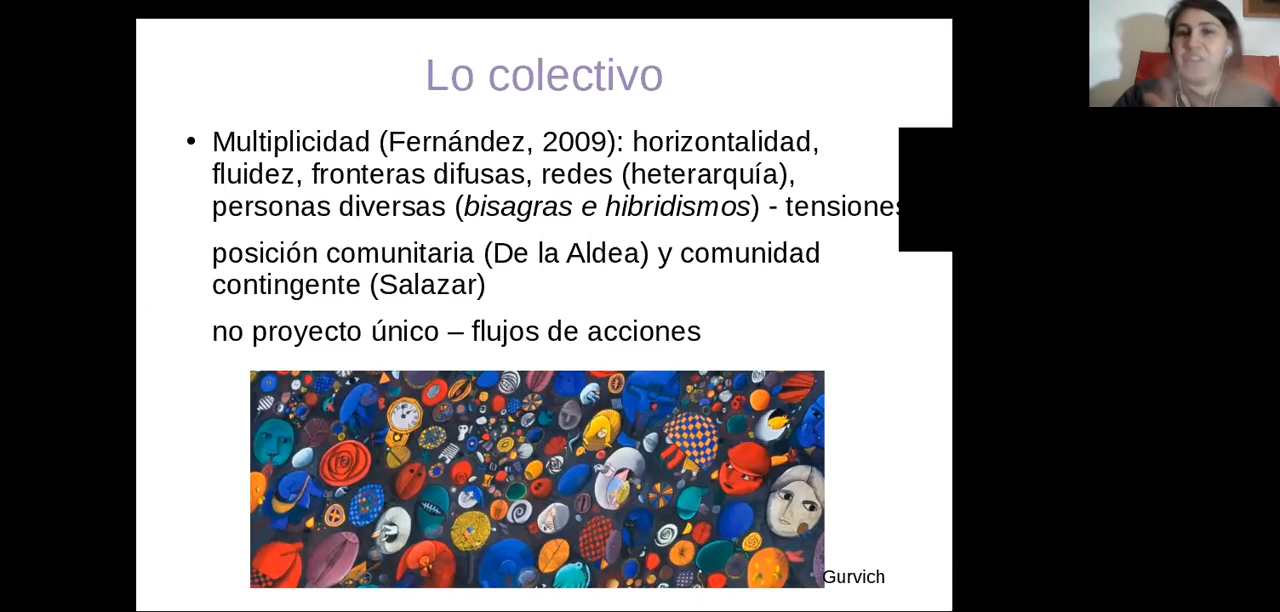 Lo colectivo
• Multiplicidad (Fernández, 2009): horizontalidad,
fluidez, fronteras difusas, redes (heterarquía),
personas diversas (bisagras e hibridismos) - tensiones
posición comunitaria (De la Aldea) y comunidad
contingente (Salazar)
no proyecto único – flujos de acciones
Gurvich